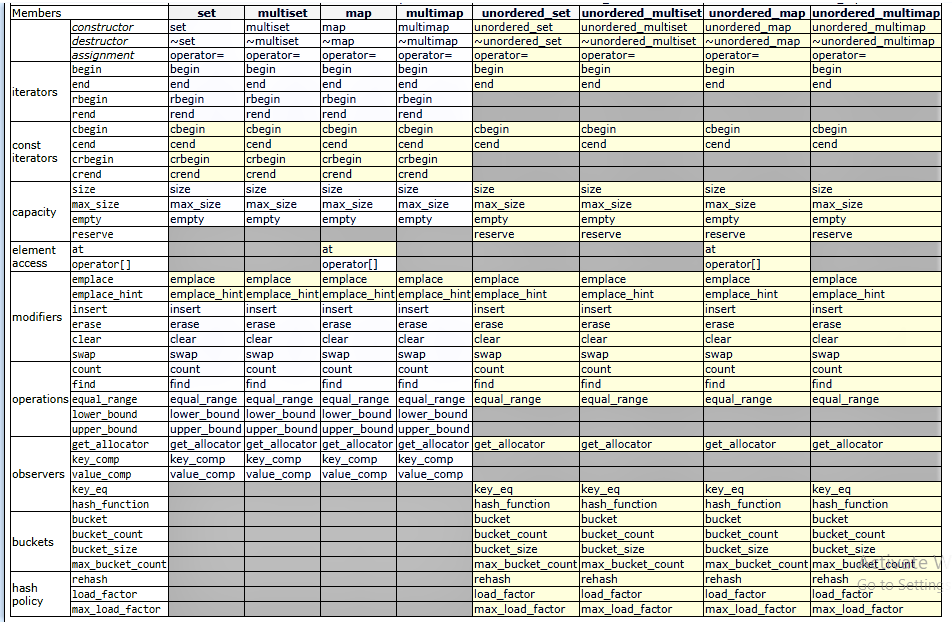 Members set multiset map multimap unordered_set unordered_multiset unordered_map unordered_multimap
constructor set multiset map multimap unordered_set unordered_multiset unordered_map unordered_multimap
destructor ~set ~multiset ~map ~multimap ~unordered_set ~unordered_multiset ~unordered_map ~unordered_multimap
assignment operator= operator= operator= operator= operator= operator= operator= operator=
iterators
begin begin begin begin begin begin begin begin begin
end end end end end end end end end
rbegin rbegin rbegin rbegin rbegin
rend rend rend rend rend
const
iterators
cbegin cbegin cbegin cbegin cbegin cbegin cbegin cbegin cbegin
cend cend cend cend cend cend cend cend cend
crbegin crbegin crbegin crbegin crbegin
crend crend crend crend crend
capacity
size size size size size size size size size
max_size max_size max_size max_size max_size max_size max_size max_size max_size
empty empty empty empty empty empty empty empty empty
reserve reserve reserve reserve reserve
element
access
at at at
operator[] operator[] operator[]
modifiers
emplace emplace emplace emplace emplace emplace emplace emplace emplace
emplace_hint emplace_hint emplace_hint emplace_hint emplace_hint emplace_hint emplace_hint emplace_hint emplace_hint
insert insert insert insert insert insert insert insert insert
erase erase erase erase erase erase erase erase erase
clear clear clear clear clear clear clear clear clear
swap swap swap swap swap swap swap swap swap
operations
count count count count count count count count count
find find find find find find find find find
equal_range equal_range equal_range equal_range equal_range equal_range equal_range equal_range equal_range
lower_bound lower_bound lower_bound lower_bound lower_bound
upper_bound upper_bound upper_bound upper_bound upper_bound
observers
get_allocator get_allocator get_allocator get_allocator get_allocator get_allocator get_allocator get_allocator get_allocator
key_comp key_comp key_comp key_comp key_comp
value_comp value_comp value_comp value_comp value_comp
key_eq key_eq key_eq key_eq key_eq
hash_function hash_function hash_function hash_function hash_function
buckets
bucket bucket bucket bucket bucket
bucket_count bucket_count bucket_count bucket_count bucket_count
bucket_size bucket_size bucket_size bucket_size bucket_size
max_bucket_count max_bucket_count max_bucket_count max_bucket_count max_bucket_count
hash
policy
rehash rehash rehash rehash rehash
load_factor load_factor load_factor load_factor load_factor
max_load_factor max_load_factor max_load_factor max_load_factor max_load_factor
Activate W
Go to Setting